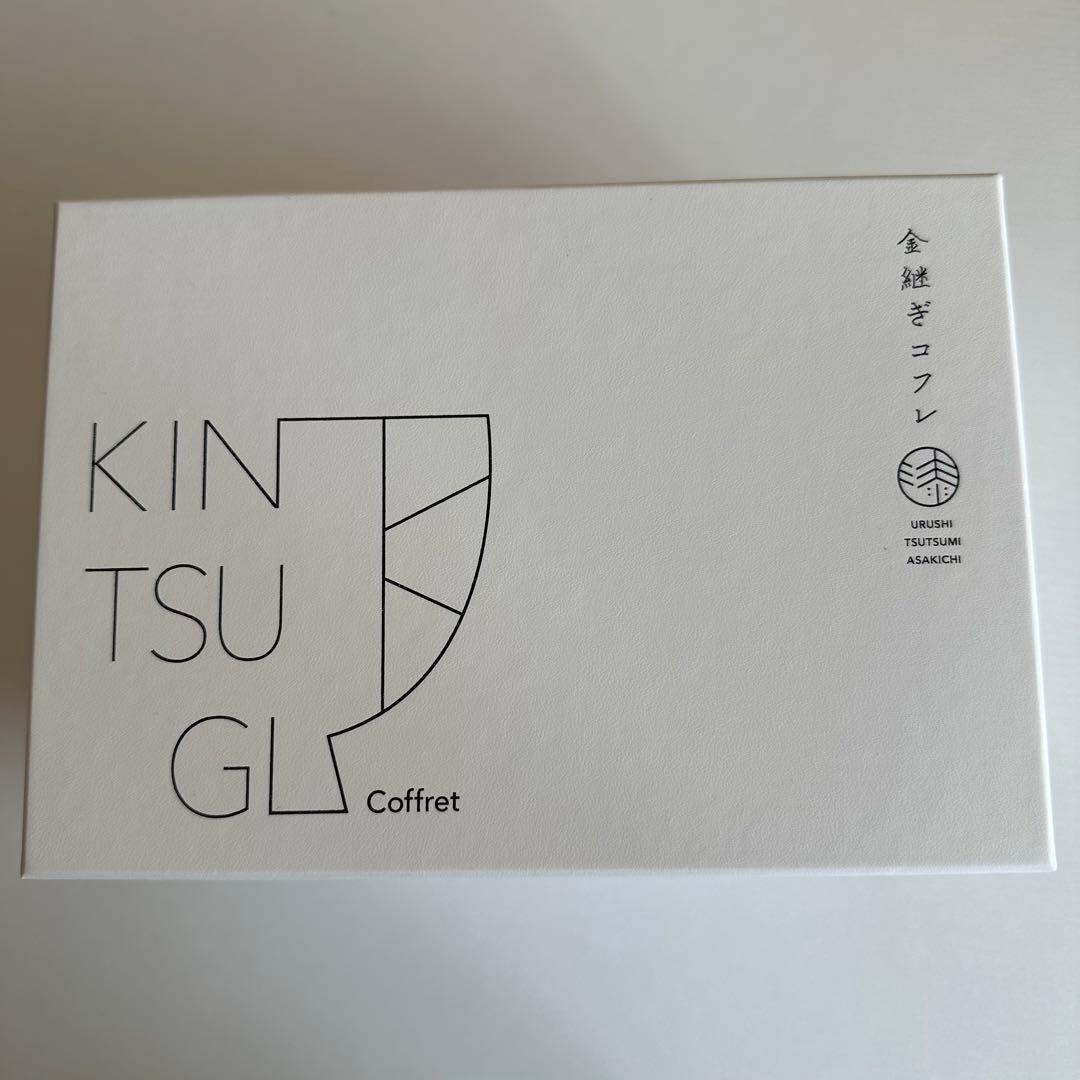 KIN
TSU
GI
Coffret
金継ぎコフレ
URUSHI
TSUTSUMI
ASAKICHI